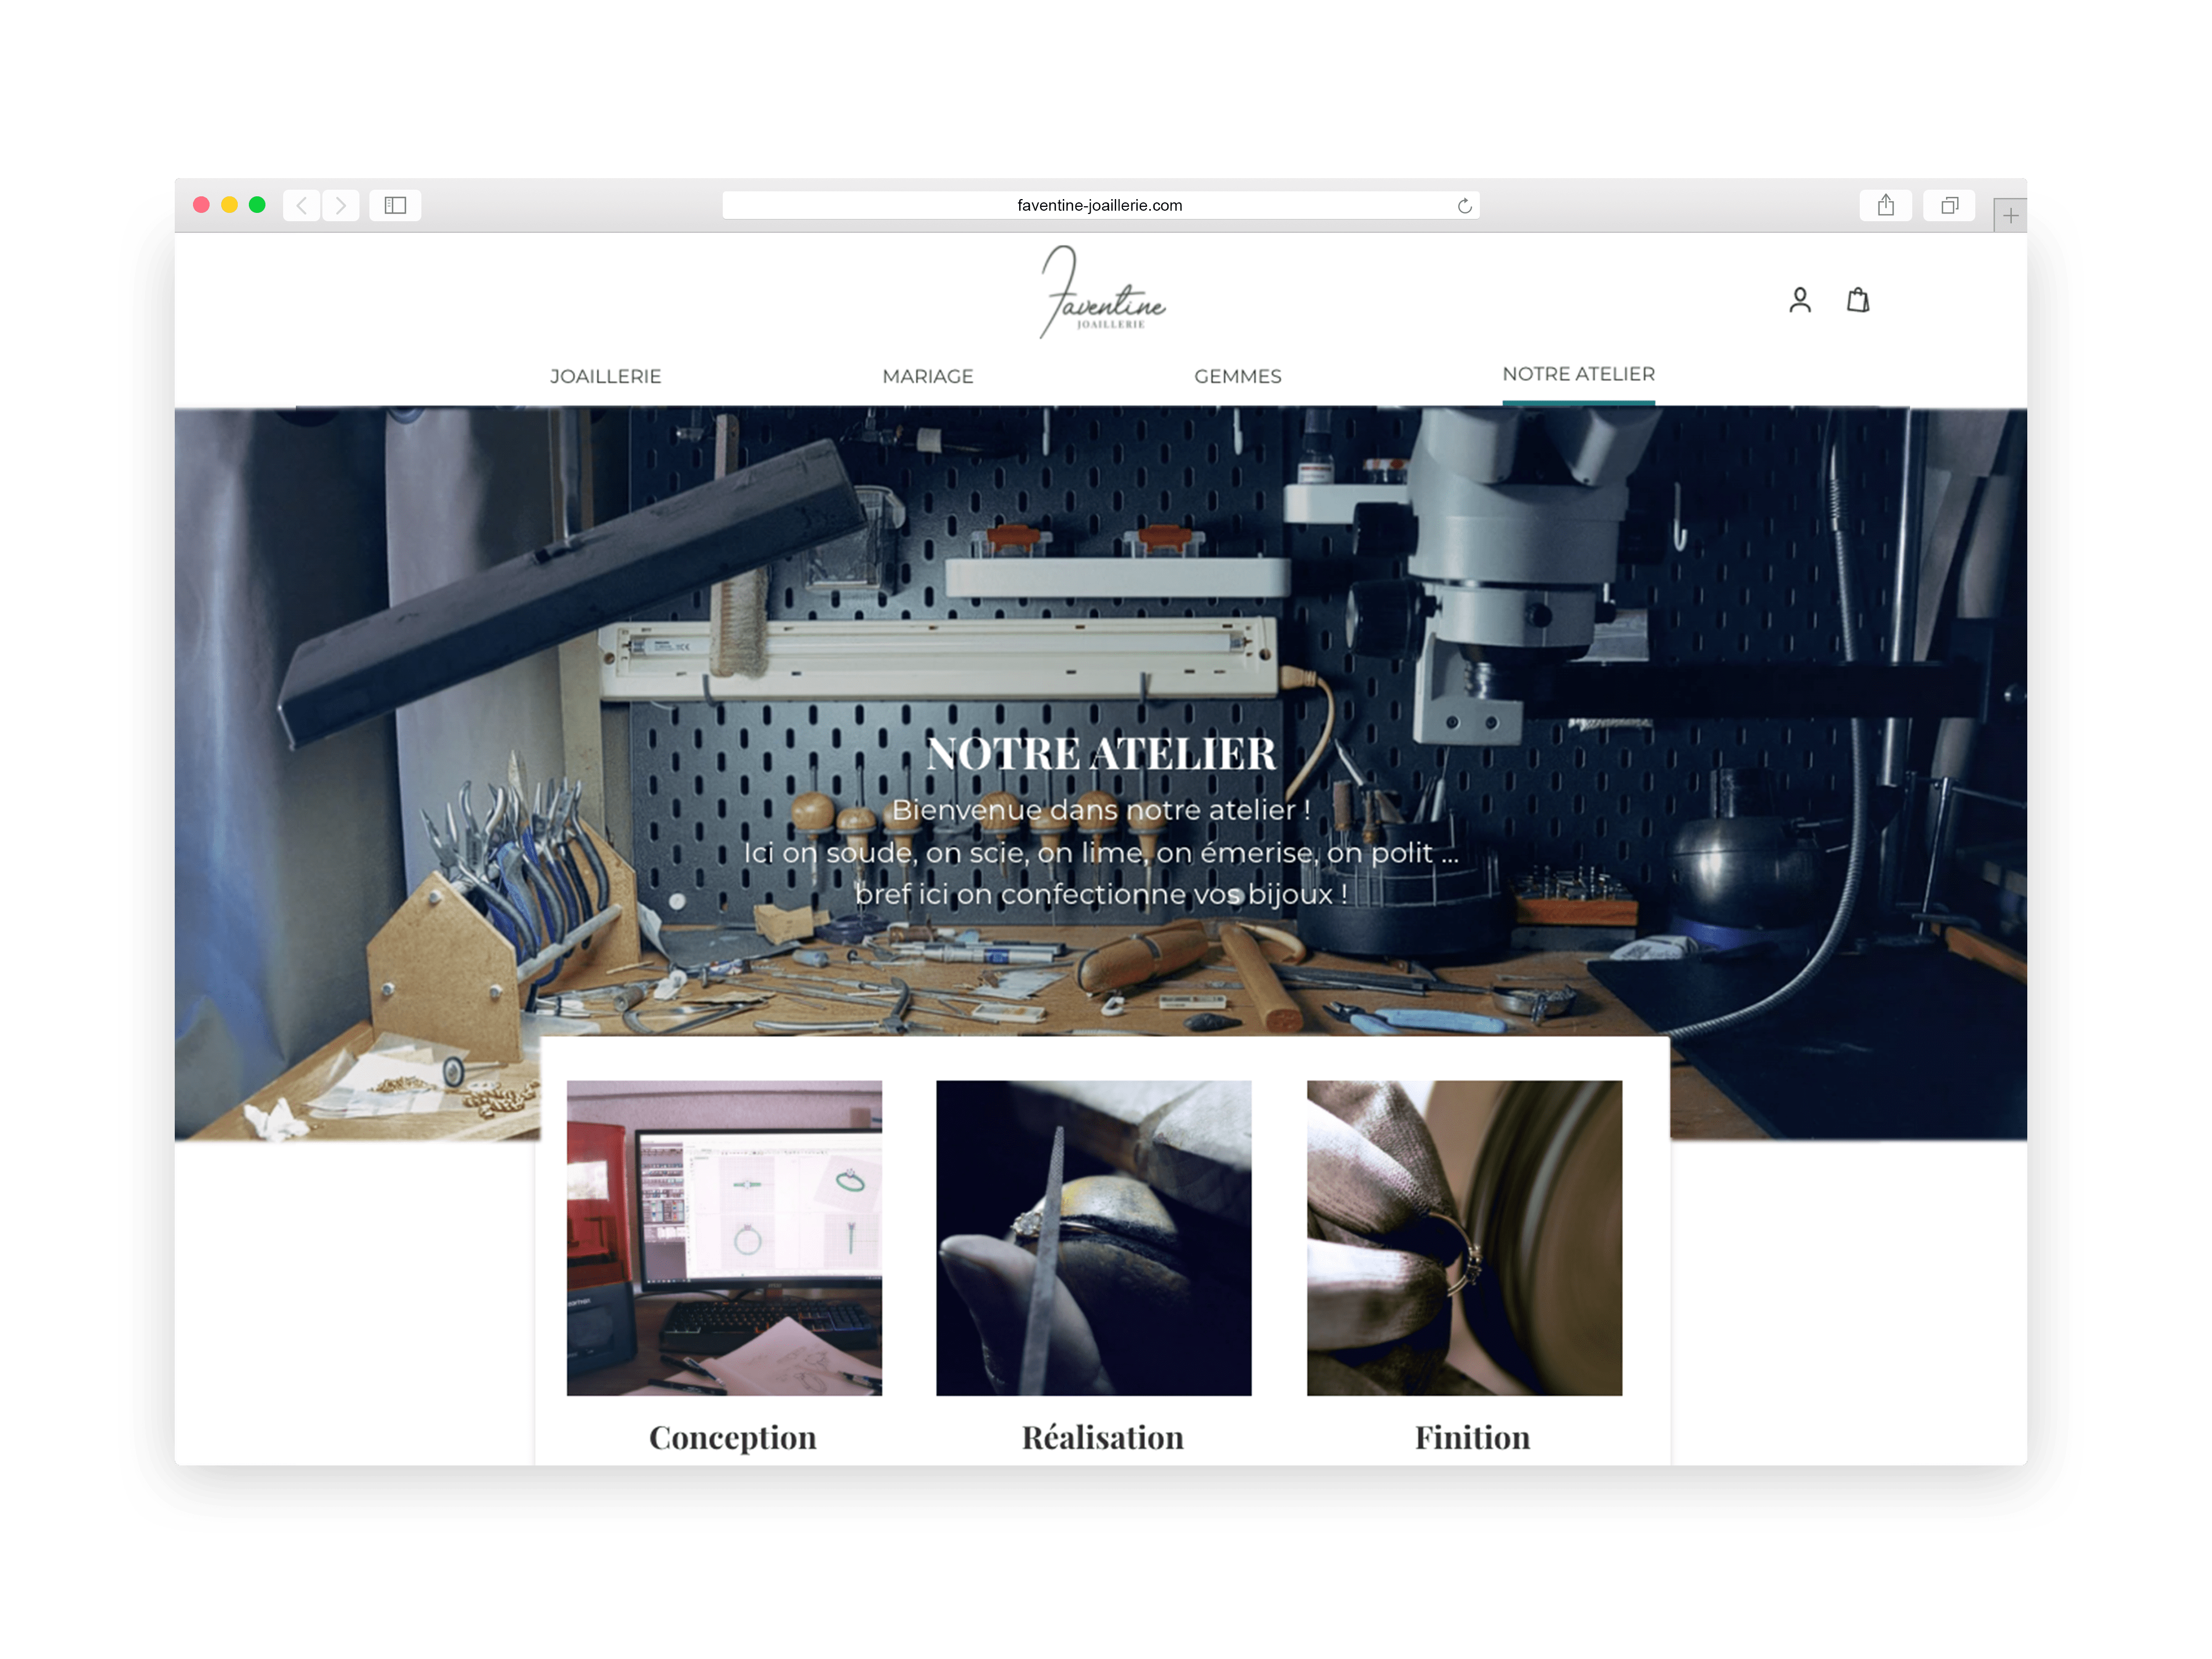 faventine-joaillerie.com
Faventine
JOAILLERIE
JOAILLERIE
MARIAGE
GEMMES
NOTRE ATELIER
NOTRE ATELIER
Bienvenue dans notre atelier !
Ici on soude, on scie, on lime, on émerise, on polit ...
bref ici on confectionne vos bijoux !
Conception
Réalisation
Finition